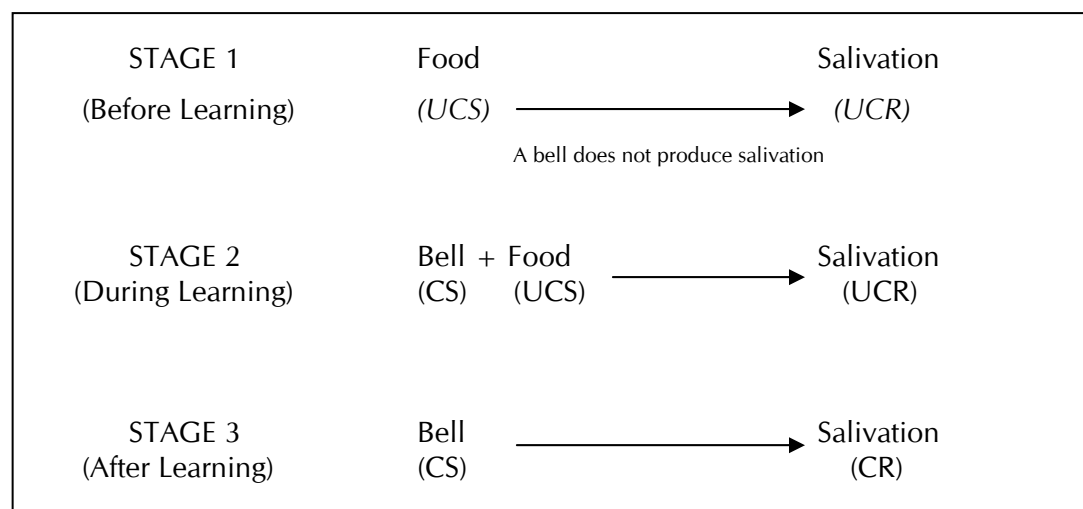 STAGE 1 Food Salivation
(Before Learning) (UCS) (UCR)
A bell does not produce salivation
STAGE 2 Bell + Food Salivation
(During Learning) (CS) (UCS) (UCR)
STAGE 3 Bell Salivation
(After Learning) (CS) (CR)